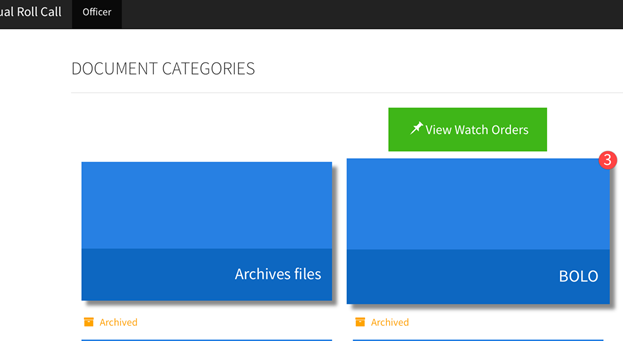 ual Roll Call Officer
DOCUMENT CATEGORIES
View Watch Orders
3
Archives files
BOLO
Archived
Archived